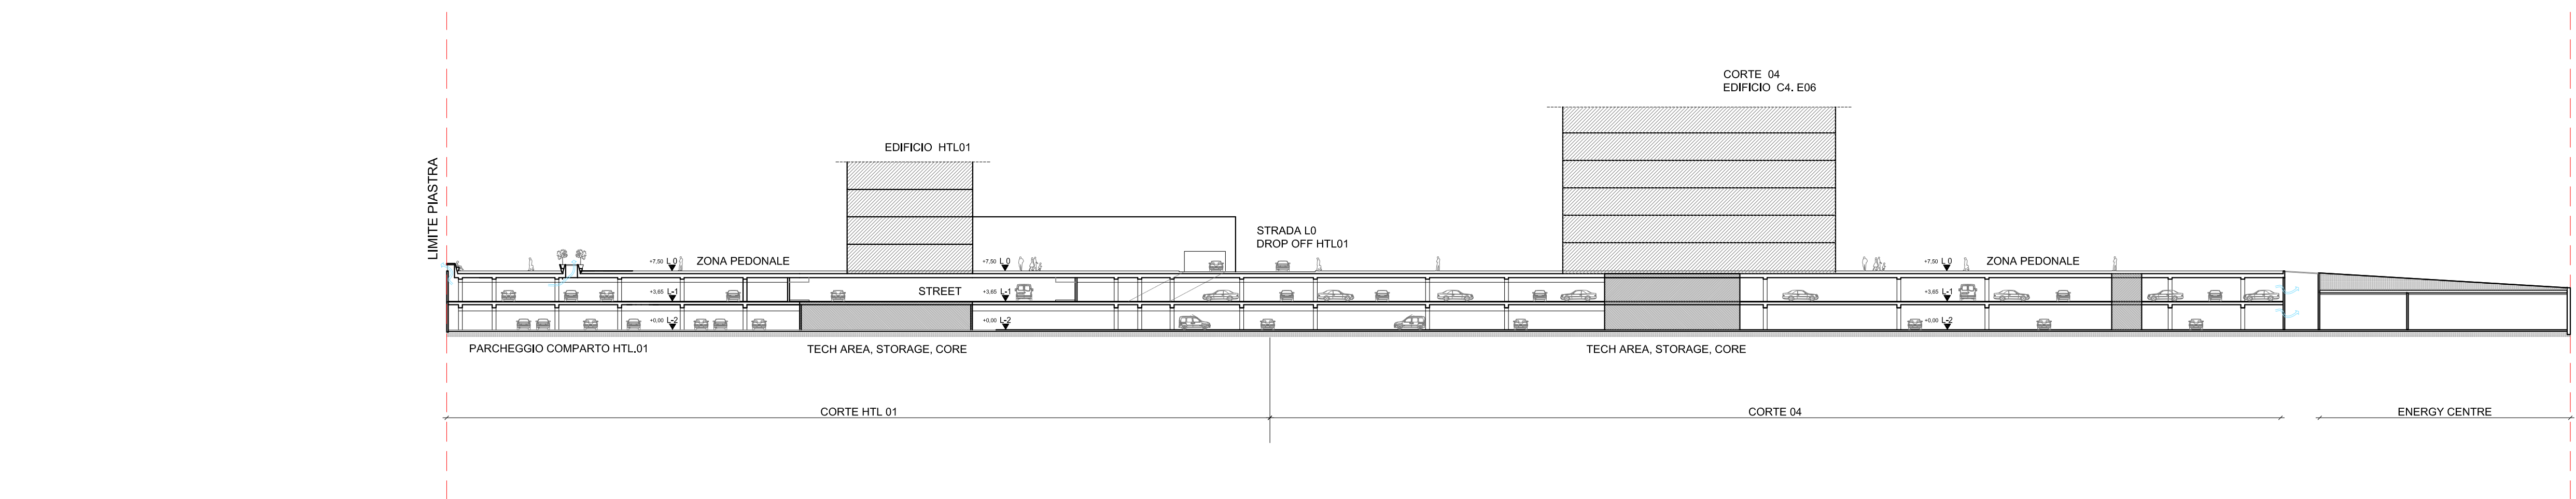 CORTE 04
EDIFICIO C4. E06
EDIFICIO HTL01
LIMITE PIASTRA
STRADA L0
DROP OFF HTL01
+7,50 L0
ZONA PEDONALE
+7,50 L0
+7,50 L0
ZONA PEDONALE
+3,65 L-1
STREET
+3,65 L-1
+3,65 L-1
+0,00 L-2
+0,00 L-2
+0,00 L-2
PARCHEGGIO COMPARTO HTL.01
TECH AREA, STORAGE, CORE
TECH AREA, STORAGE, CORE
CORTE HTL 01
CORTE 04
ENERGY CENTRE